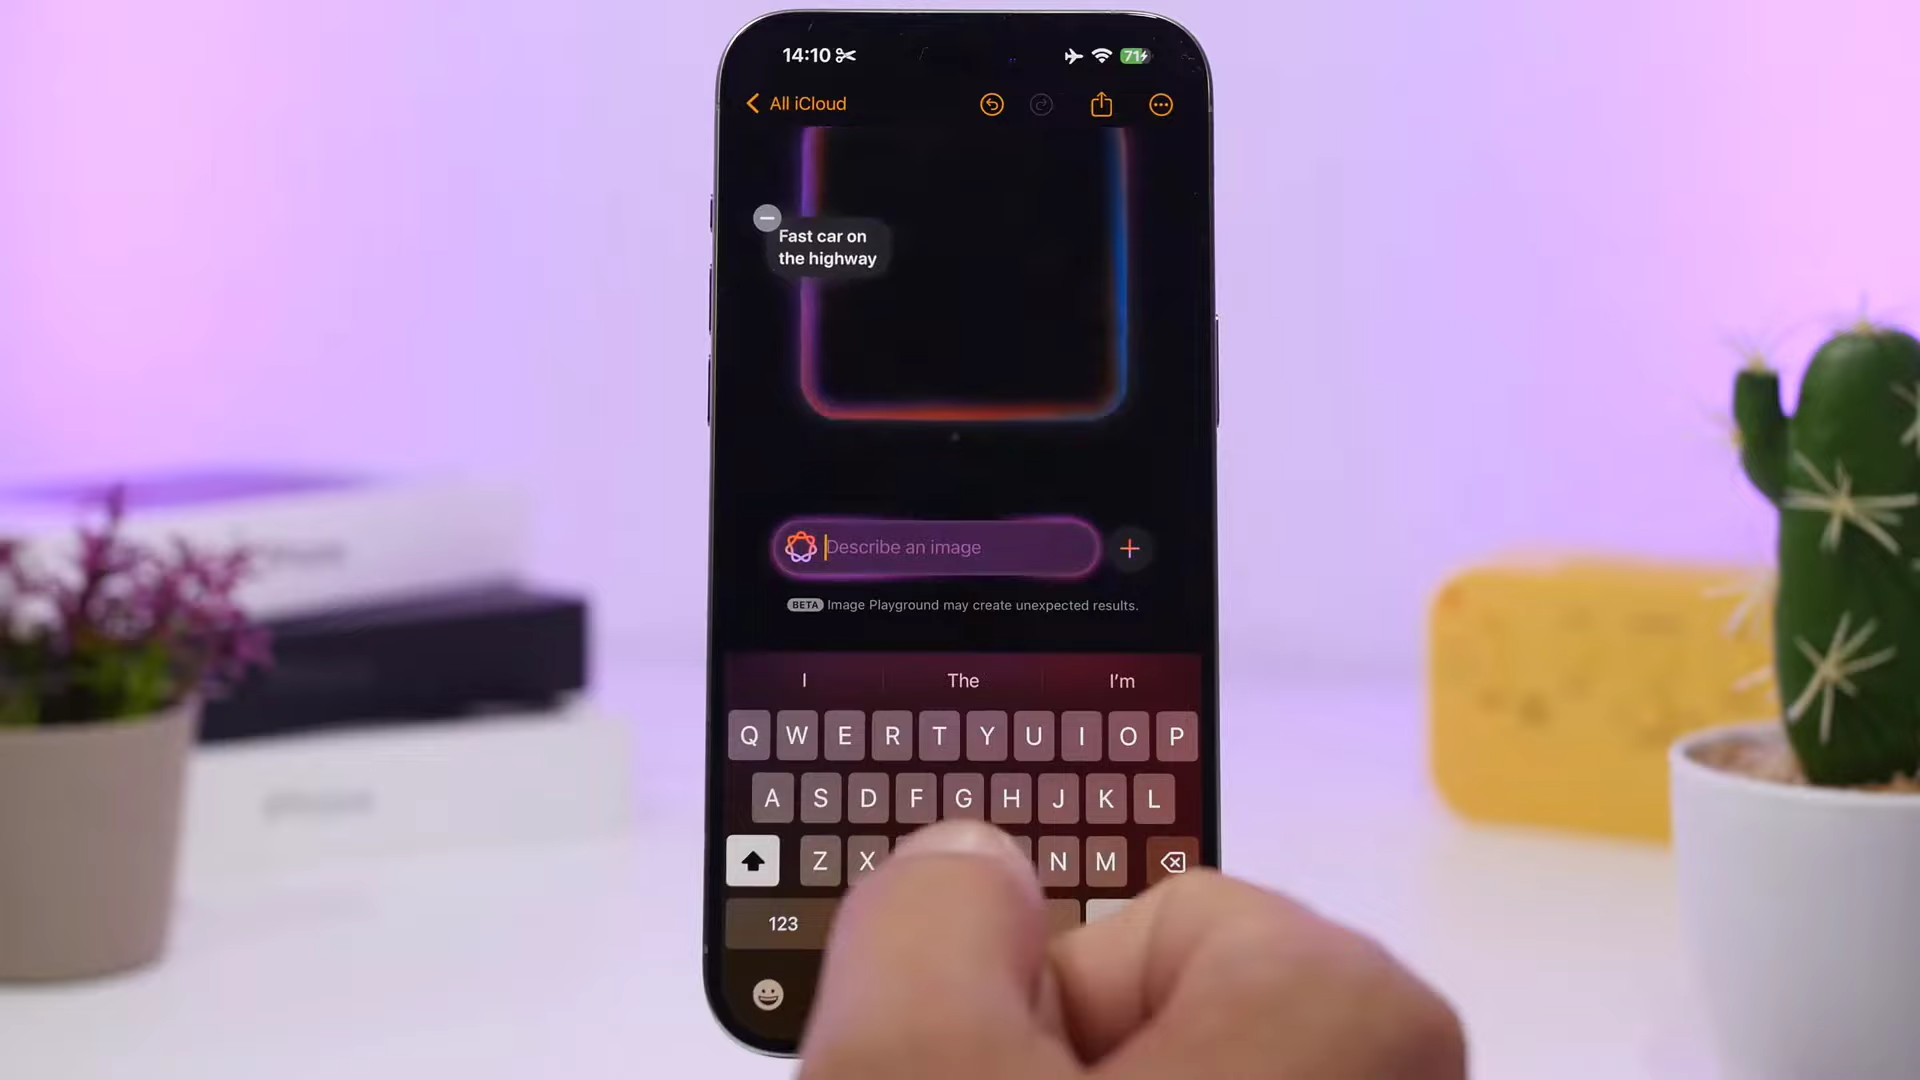 14:10
71
All iCloud
Fast car on
the highway
Describe an image
BETA Image Playground may create unexpected results.
I The I'm
Q W E R T Y U I O P
A S D F G H J K L
Z X N M
123